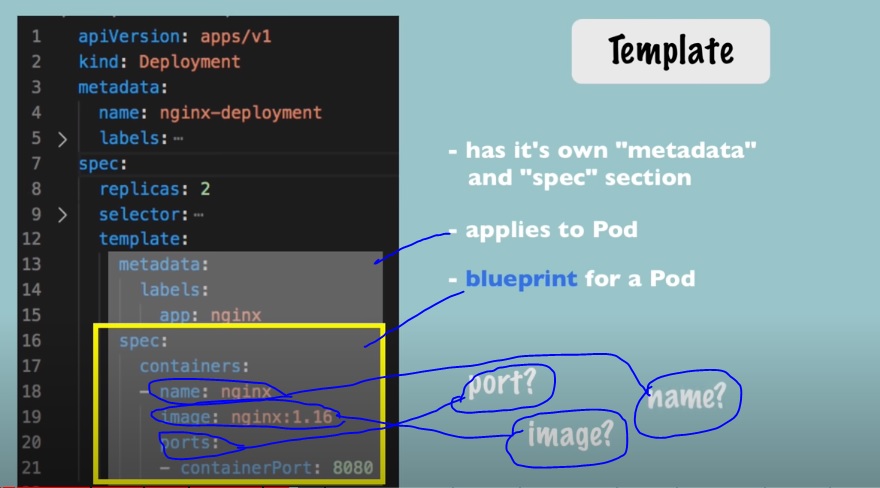 1 apiVersion: apps/v1
2 kind: Deployment
3 metadata:
4 name: nginx-deployment
5 > labels: ⋯
7 spec:
8 replicas: 2
9 > selector: ⋯
12 template:
13 metadata:
14 labels:
15 app: nginx
16 spec:
17 containers:
18 - name: nginx
19 image: nginx:1.16
20 ports:
21 - containerPort: 8080
Template
- has it's own "metadata"
and "spec" section
- applies to Pod
- blueprint for a Pod
port?
name?
image?